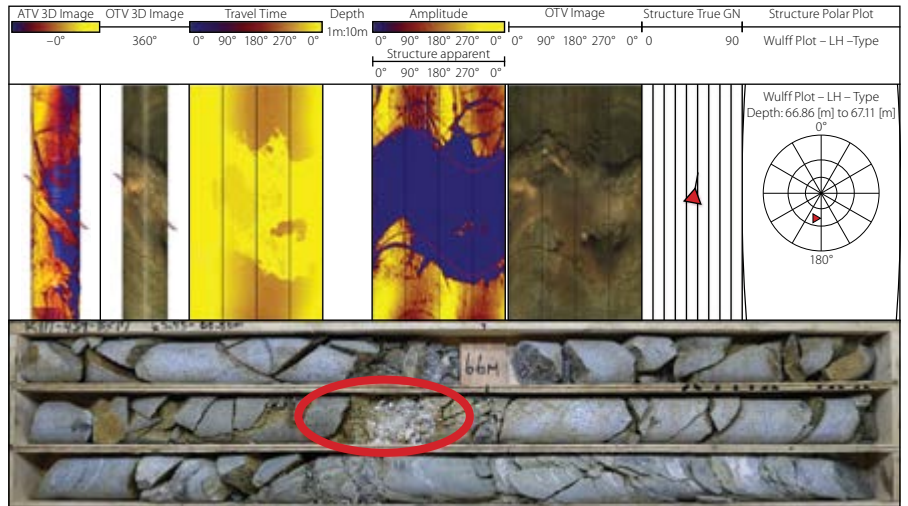 ATV 3D Image OTV 3D Image Travel Time Depth Amplitude OTV Image Structure True GN Structure Polar Plot
1m:10m
–0° 360° 0° 90° 180° 270° 0° 0° 90° 180° 270° 0° 0° 90° 180° 270° 0° 0 90 Wulff Plot – LH –Type
Structure apparent
0° 90° 180° 270° 0°
Wulff Plot – LH – Type
Depth: 66.86 [m] to 67.11 [m]
0°
180°
66M